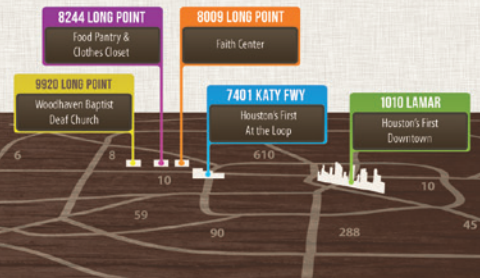 8244 LONG POINT
Food Pantry &
Clothes Closet
8009 LONG POINT
Faith Center
9920 LONG POINT
Woodhaven Baptist
Deaf Church
7401 KATY FWY
Houston's First
At the Loop
1010 LAMAR
Houston's First
Downtown
6
8
610
10
10
59
90
288
45